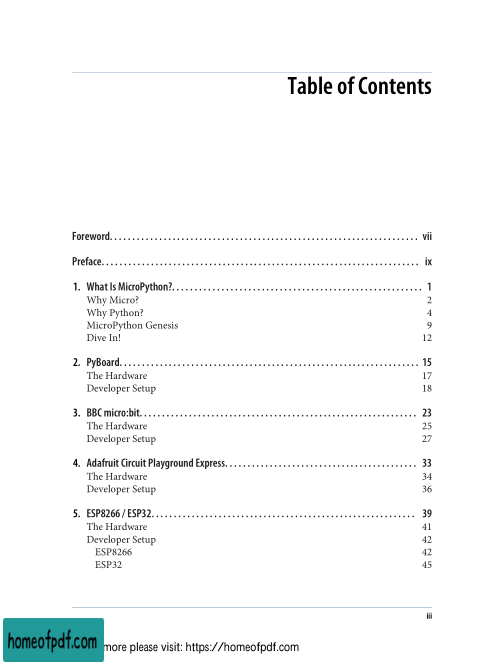 Table of Contents
Foreword. . . . . . . . . . . . . . . . . . . . . . . . . . . . . . . . . . . . . . . . . . . . . . . . . . . . . . . . . . . . . . . . . . . . vii
Preface. . . . . . . . . . . . . . . . . . . . . . . . . . . . . . . . . . . . . . . . . . . . . . . . . . . . . . . . . . . . . . . . . . . . . . ix
1. What Is MicroPython?. . . . . . . . . . . . . . . . . . . . . . . . . . . . . . . . . . . . . . . . . . . . . . . . . . . . . . . . 1
Why Micro? 2
Why Python? 4
MicroPython Genesis 9
Dive In! 12
2. PyBoard. . . . . . . . . . . . . . . . . . . . . . . . . . . . . . . . . . . . . . . . . . . . . . . . . . . . . . . . . . . . . . . . . . . 15
The Hardware 17
Developer Setup 18
3. BBC micro:bit. . . . . . . . . . . . . . . . . . . . . . . . . . . . . . . . . . . . . . . . . . . . . . . . . . . . . . . . . . . . . . 23
The Hardware 25
Developer Setup 27
4. Adafruit Circuit Playground Express. . . . . . . . . . . . . . . . . . . . . . . . . . . . . . . . . . . . . . . . . . . 33
The Hardware 34
Developer Setup 36
5. ESP8266 / ESP32. . . . . . . . . . . . . . . . . . . . . . . . . . . . . . . . . . . . . . . . . . . . . . . . . . . . . . . . . . . 39
The Hardware 41
Developer Setup 42
ESP8266 42
ESP32 45
iii
homeofpdf.com more please visit: https://homeofpdf.com